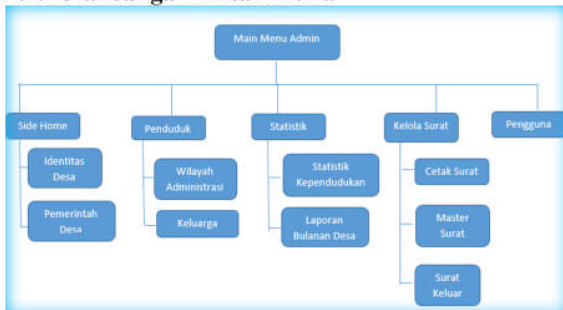 Main Menu Admin
Side Home
Penduduk
Statistik
Kelola Surat
Pengguna
Identitas
Desa
Pemerintah
Desa
Wilayah
Administrasi
Keluarga
Statistik
Kependudukan
Laporan
Bulanan Desa
Cetak Surat
Master
Surat
Surat
Keluar